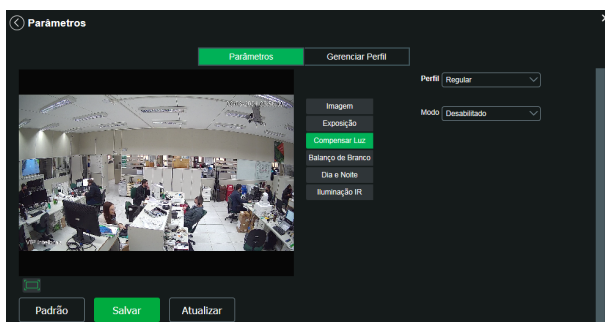 Parâmetros
Parâmetros
Gerenciar Perfil
Perfil Regular
Modo Desabilitado
Imagem
Exposição
Compensar Luz
Balanço de Branco
Dia e Noite
Iluminação IR
Padrão
Salvar
Atualizar